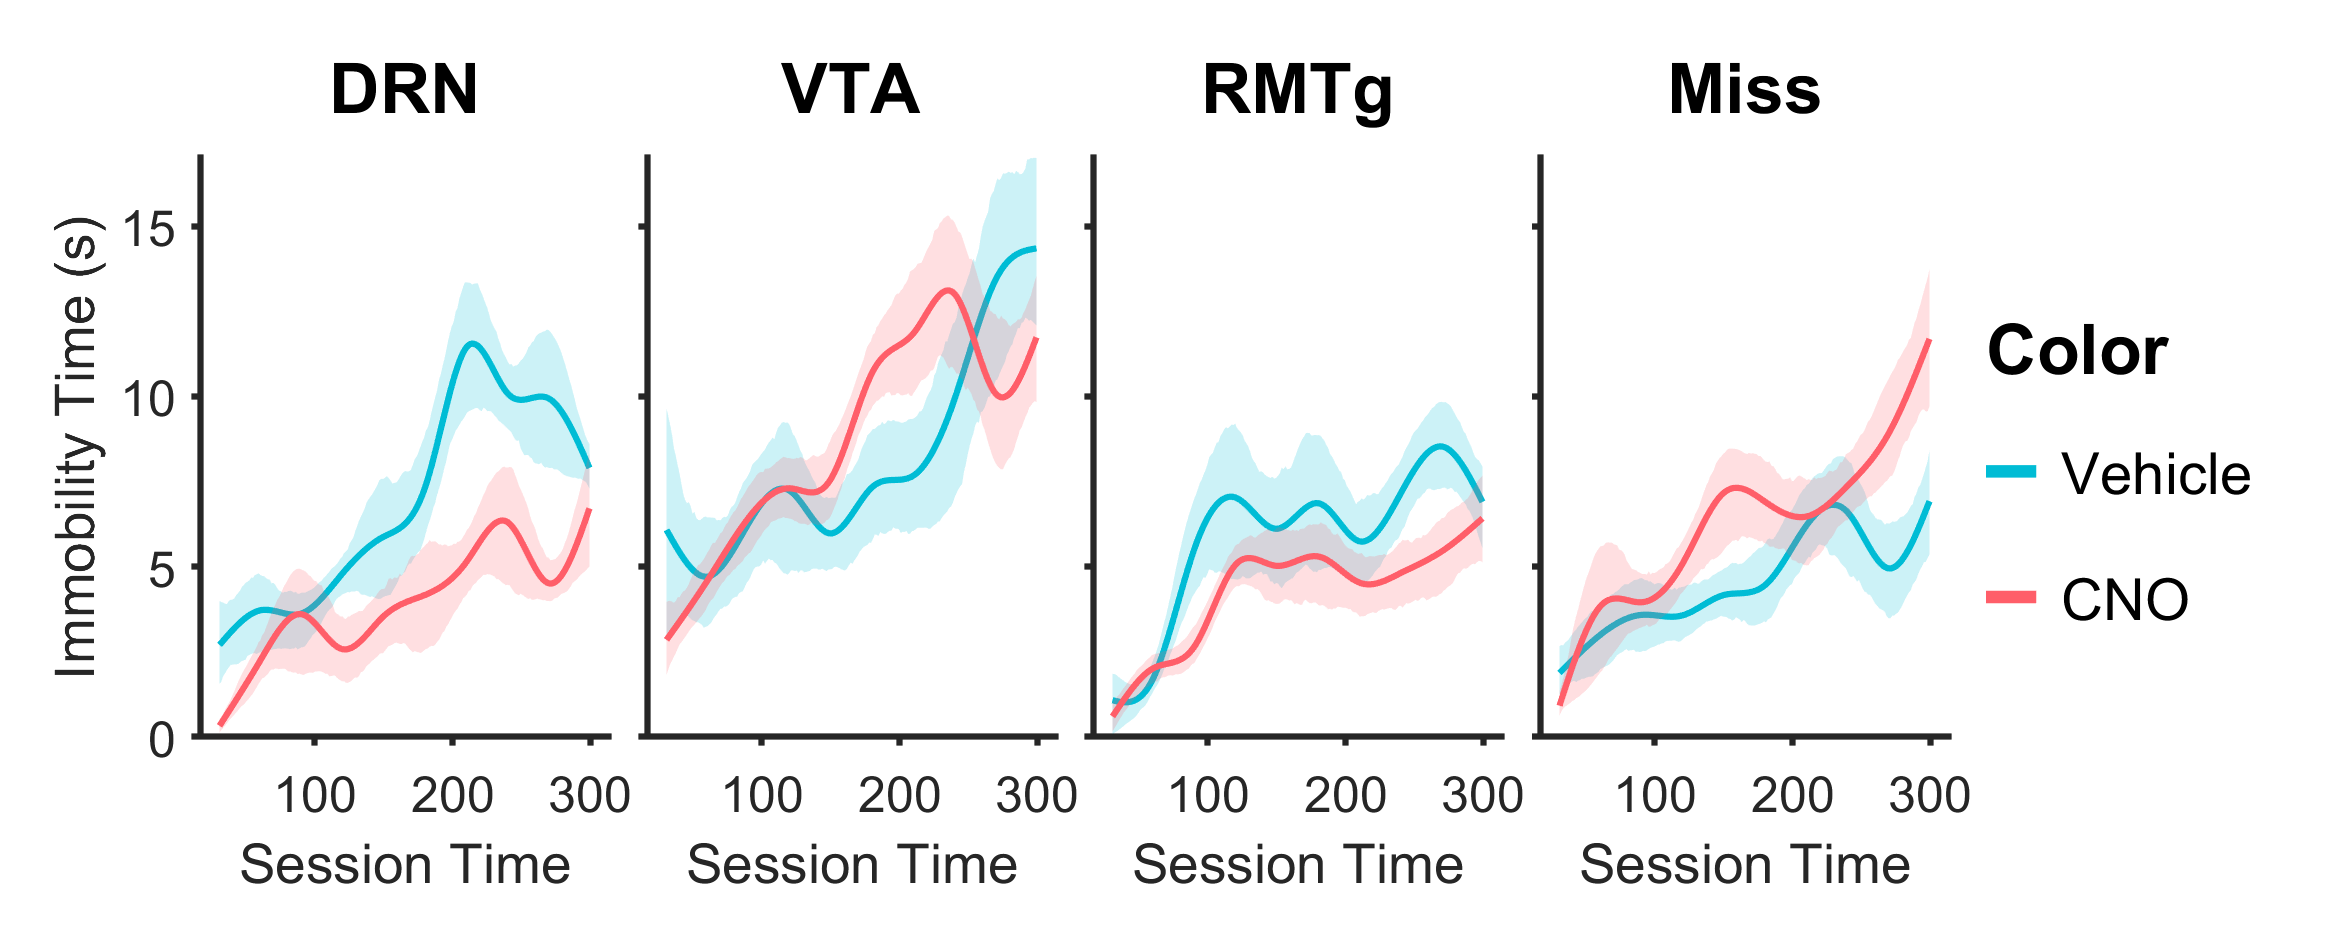 DRN VTA RMTg Miss
Immobility Time (s)
15
10
5
0
100 200 300 100 200 300 100 200 300 100 200 300
Session Time Session Time Session Time Session Time
Color
Vehicle
CNO